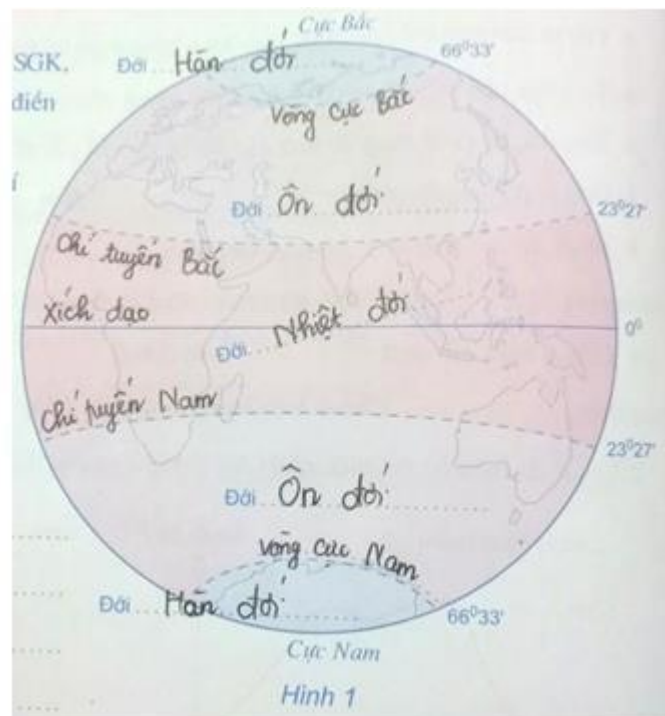 Cực Bắc
SGK.
Đới ... Hàn đới
66°33'
điền
Vòng cực Bắc
Đới Ôn đới
23°27'
Chí tuyến Bắc
Xích đạo
0°
Đới ... Nhiệt đới
Chí tuyến Nam
23°27'
Đới Ôn đới
vòng cực Nam
Đới ... Hàn đới
66°33'
Cực Nam
Hình 1